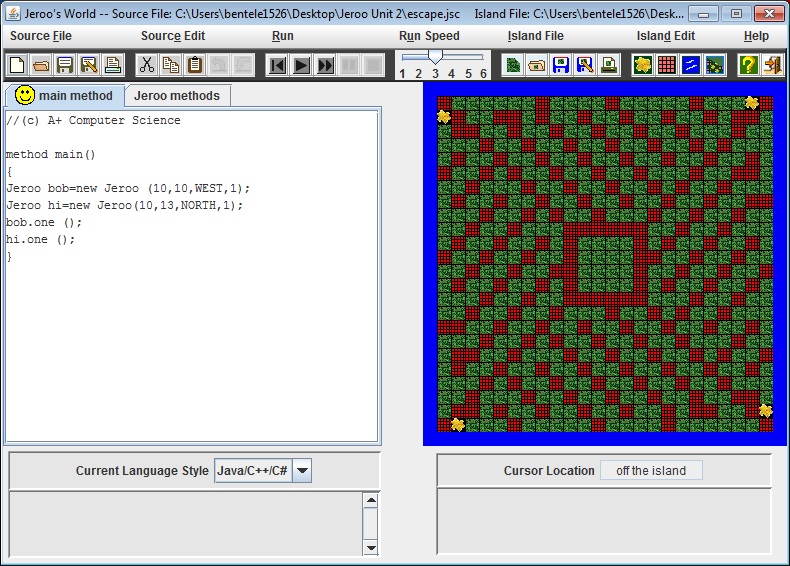 Jeroo's World -- Source File: C:\Users\bentele1526\Desktop\Jeroo Unit 2\escape.jsc    Island File: C:\Users\bentele1526\Desk...
Source File Source Edit Run Run Speed Island File Island Edit Help
1 2 3 4 5 6
main method Jeroo methods
//(c) A+ Computer Science
method main()
{
Jeroo bob=new Jeroo (10,10,WEST,1);
Jeroo hi=new Jeroo(10,13,NORTH,1);
bob.one ();
hi.one ();
}
Current Language Style Java/C++/C#
Cursor Location off the island